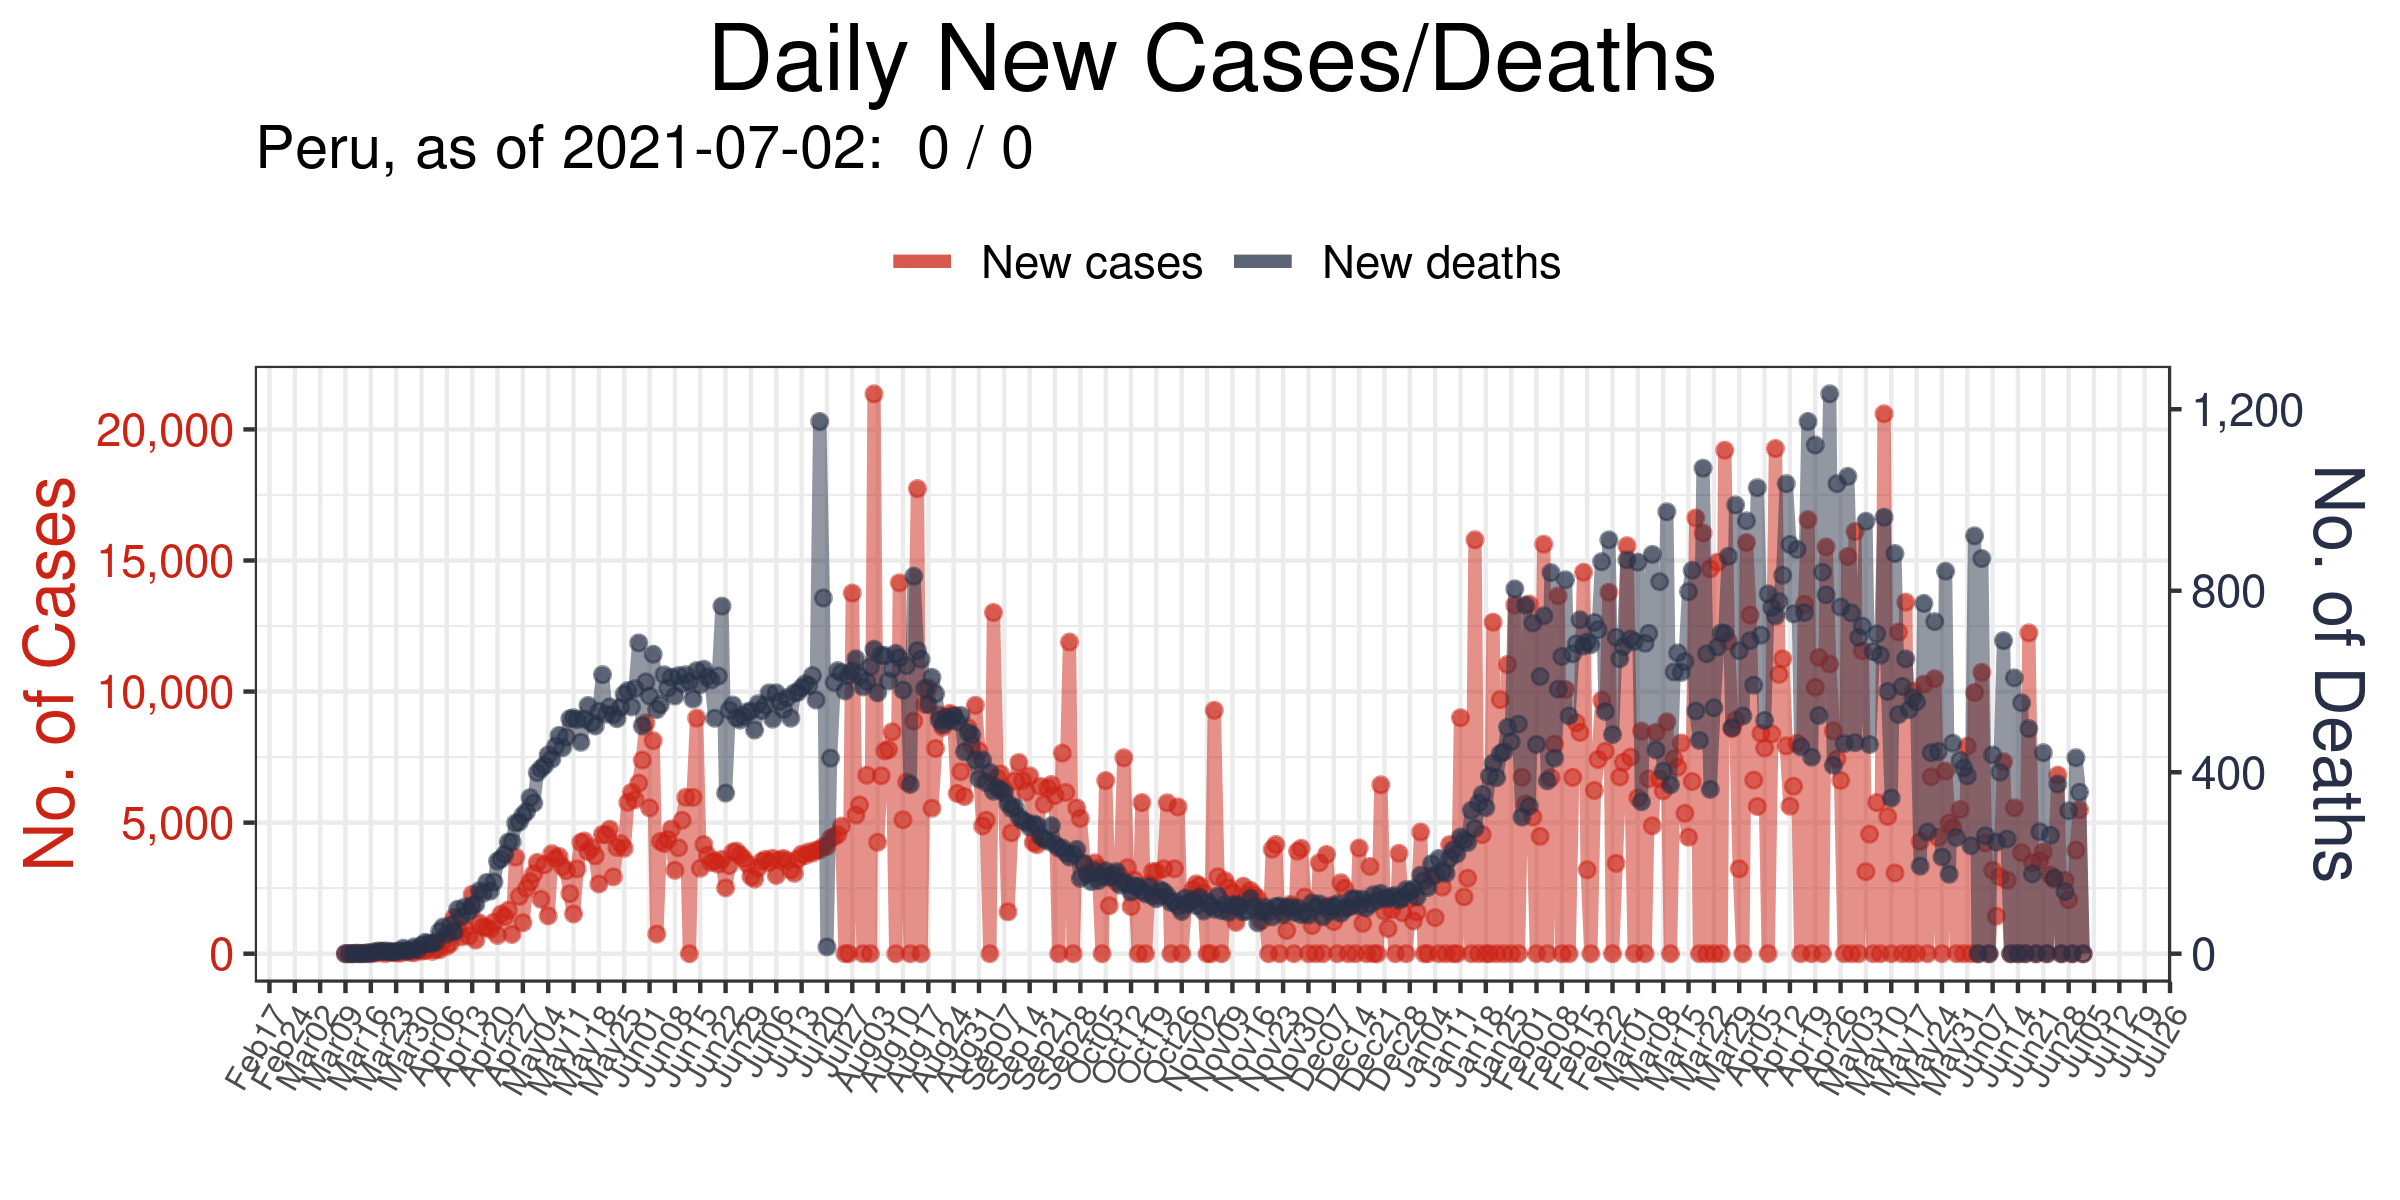 Daily New Cases/Deaths
Peru, as of 2021-07-02:  0 / 0
New cases
New deaths
No. of Cases
20,000
15,000
10,000
5,000
0
1,200
800
400
0
No. of Deaths
Feb17
Feb24
Mar02
Mar09
Mar16
Mar23
Mar30
Apr06
Apr13
Apr20
Apr27
May04
May11
May18
May25
Jun01
Jun08
Jun15
Jun22
Jun29
Jul06
Jul13
Jul20
Jul27
Aug03
Aug10
Aug17
Aug24
Aug31
Sep07
Sep14
Sep21
Sep28
Oct05
Oct12
Oct19
Oct26
Nov02
Nov09
Nov16
Nov23
Nov30
Dec07
Dec14
Dec21
Dec28
Jan04
Jan11
Jan18
Jan25
Feb01
Feb08
Feb15
Feb22
Mar01
Mar08
Mar15
Mar22
Mar29
Apr05
Apr12
Apr19
Apr26
May03
May10
May17
May24
May31
Jun07
Jun14
Jun21
Jun28
Jul05
Jul12
Jul19
Jul26